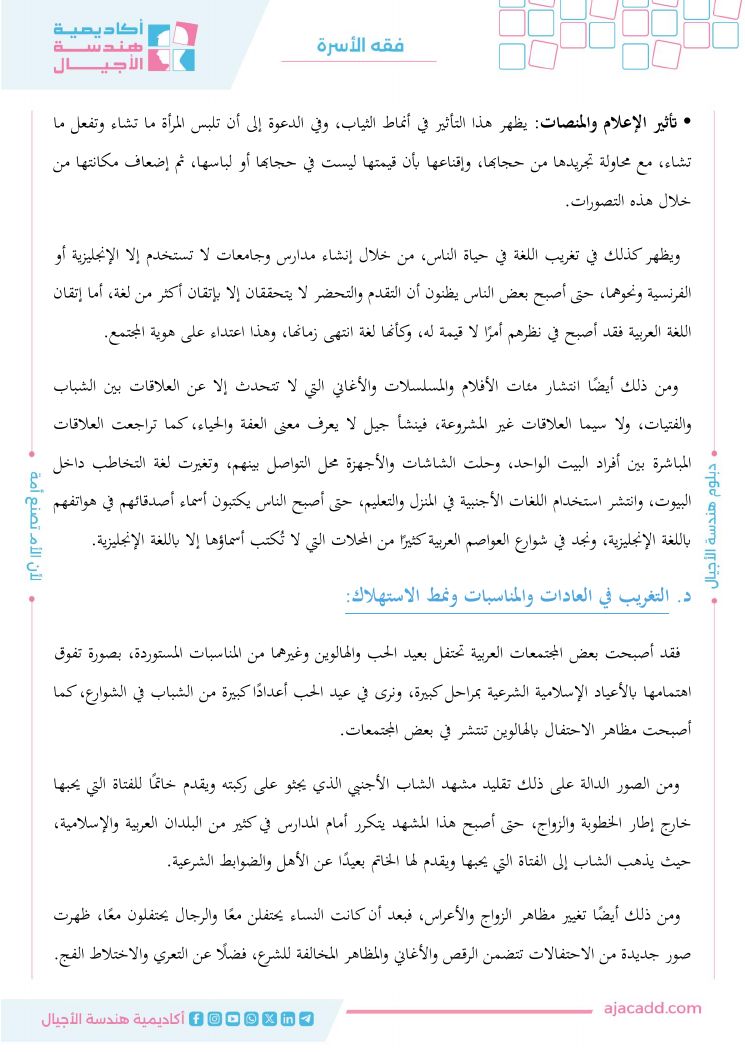 أكاديمية
هندسة
الأجيال
فقه الأسرة
• تأثير الإعلام والمنصات: يظهر هذا التأثير في أنماط الثياب، وفي الدعوة إلى أن تلبس المرأة ما تشاء وتفعل ما
تشاء، مع محاولة تجريدها من حجابها، وإقناعها بأن قيمتها ليست في حجابها أو لباسها، ثم إضعاف مكانتها من
خلال هذه التصورات.
ويظهر كذلك في تغريب اللغة في حياة الناس، من خلال إنشاء مدارس وجامعات لا تستخدم إلا الإنجليزية أو
الفرنسية ونحوهما، حتى أصبح بعض الناس يظنون أن التقدم والتحضر لا يتحققان إلا بإتقان أكثر من لغة، أما إتقان
اللغة العربية فقد أصبح في نظرهم أمرًا لا قيمة له، وكأنها لغة انتهى زمانها، وهذا اعتداء على هوية المجتمع.
ومن ذلك أيضًا انتشار مئات الأفلام والمسلسلات والأغاني التي لا تتحدث إلا عن العلاقات بين الشباب
والفتيات، ولا سيما العلاقات غير المشروعة، فينشأ جيل لا يعرف معنى العفة والحياء، كما تراجعت العلاقات
المباشرة بين أفراد البيت الواحد، وحلت الشاشات والأجهزة محل التواصل بينهم، وتغيرت لغة التخاطب داخل
البيوت، وانتشر استخدام اللغات الأجنبية في المنزل والتعليم، حتى أصبح الناس يكتبون أسماء أصدقائهم في هواتفهم
باللغة الإنجليزية، ونجد في شوارع العواصم العربية كثيرًا من المحلات التي لا تُكتب أسماؤها إلا باللغة الإنجليزية.
د. التغريب في العادات والمناسبات ونمط الاستهلاك:
فقد أصبحت بعض المجتمعات العربية تحتفل بعيد الحب والهالوين وغيرهما من المناسبات المستوردة، بصورة تفوق
اهتمامها بالأعياد الإسلامية الشرعية بمراحل كبيرة، ونرى في عيد الحب أعدادًا كبيرة من الشباب في الشوارع، كما
أصبحت مظاهر الاحتفال بالهالوين تنتشر في بعض المجتمعات.
ومن الصور الدالة على ذلك تقليد مشهد الشاب الأجنبي الذي يجثو على ركبته ويقدم خاتمًا للفتاة التي يحبها
خارج إطار الخطوبة والزواج، حتى أصبح هذا المشهد يتكرر أمام المدارس في كثير من البلدان العربية والإسلامية،
حيث يذهب الشاب إلى الفتاة التي يحبها ويقدم لها الخاتم بعيدًا عن الأهل والضوابط الشرعية.
ومن ذلك أيضًا تغيير مظاهر الزواج والأعراس، فبعد أن كانت النساء يحتفلن معًا والرجال يحتفلون معًا، ظهرت
صور جديدة من الاحتفالات تتضمن الرقص والأغاني والمظاهر المخالفة للشرع، فضلًا عن التعري والاختلاط الفج.
دبلوم هندسة الأجيال
لأن الأم تصنع أمة
أكاديمية هندسة الأجيال
ajacadd.com